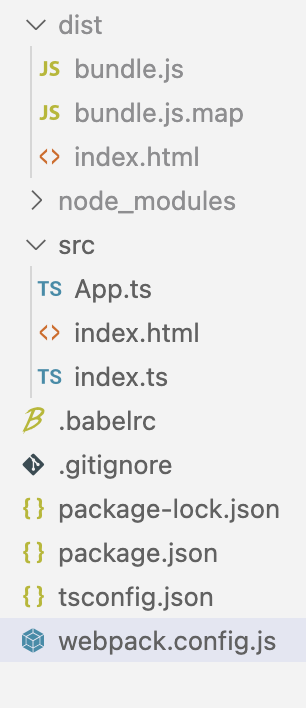 dist
JS bundle.js
JS bundle.js.map
<> index.html
node_modules
src
TS App.ts
<> index.html
TS index.ts
.babelrc
.gitignore
{} package-lock.json
{} package.json
{} tsconfig.json
webpack.config.js